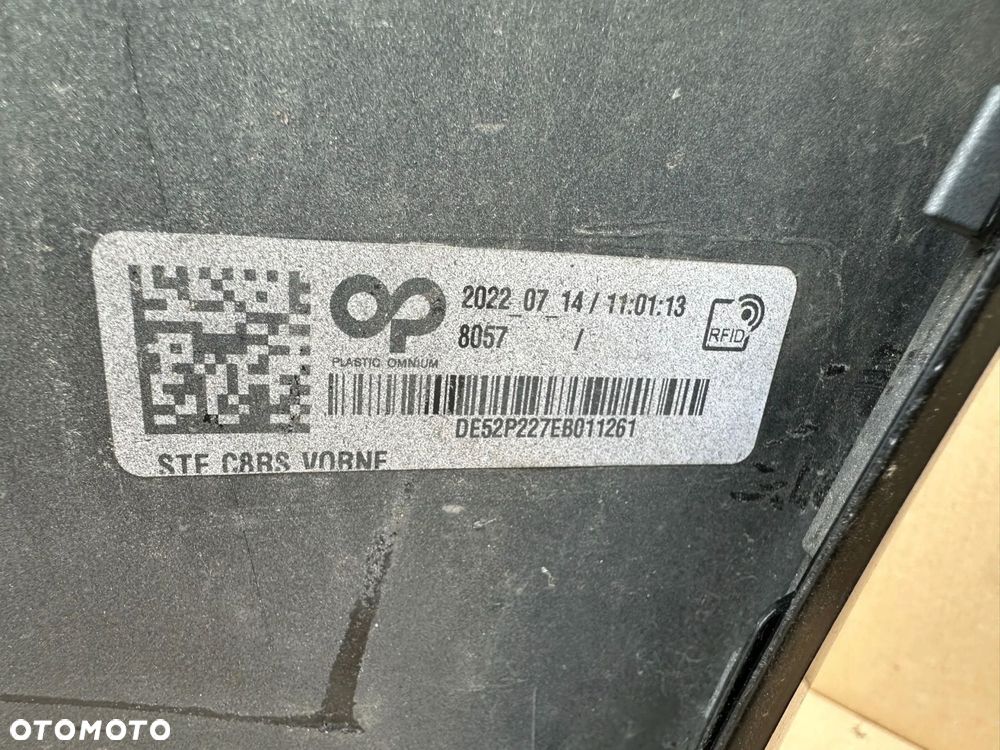 OP
2022_07_14 / 11:01:13
8057 /
RFID
PLASTIC OMNIUM
DE52P227EB011261
STF C8RS VORNE
OTOMOTO